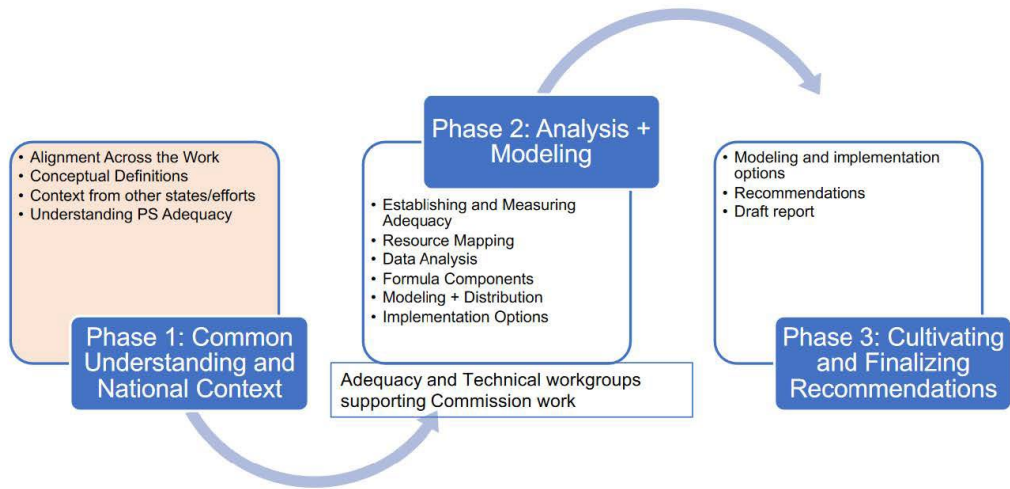 • Alignment Across the Work
• Conceptual Definitions
• Context from other states/efforts
• Understanding PS Adequacy
Phase 1: Common
Understanding and
National Context
Phase 2: Analysis +
Modeling
• Establishing and Measuring
Adequacy
• Resource Mapping
• Data Analysis
• Formula Components
• Modeling + Distribution
• Implementation Options
Adequacy and Technical workgroups
supporting Commission work
• Modeling and implementation
options
• Recommendations
• Draft report
Phase 3: Cultivating
and Finalizing
Recommendations